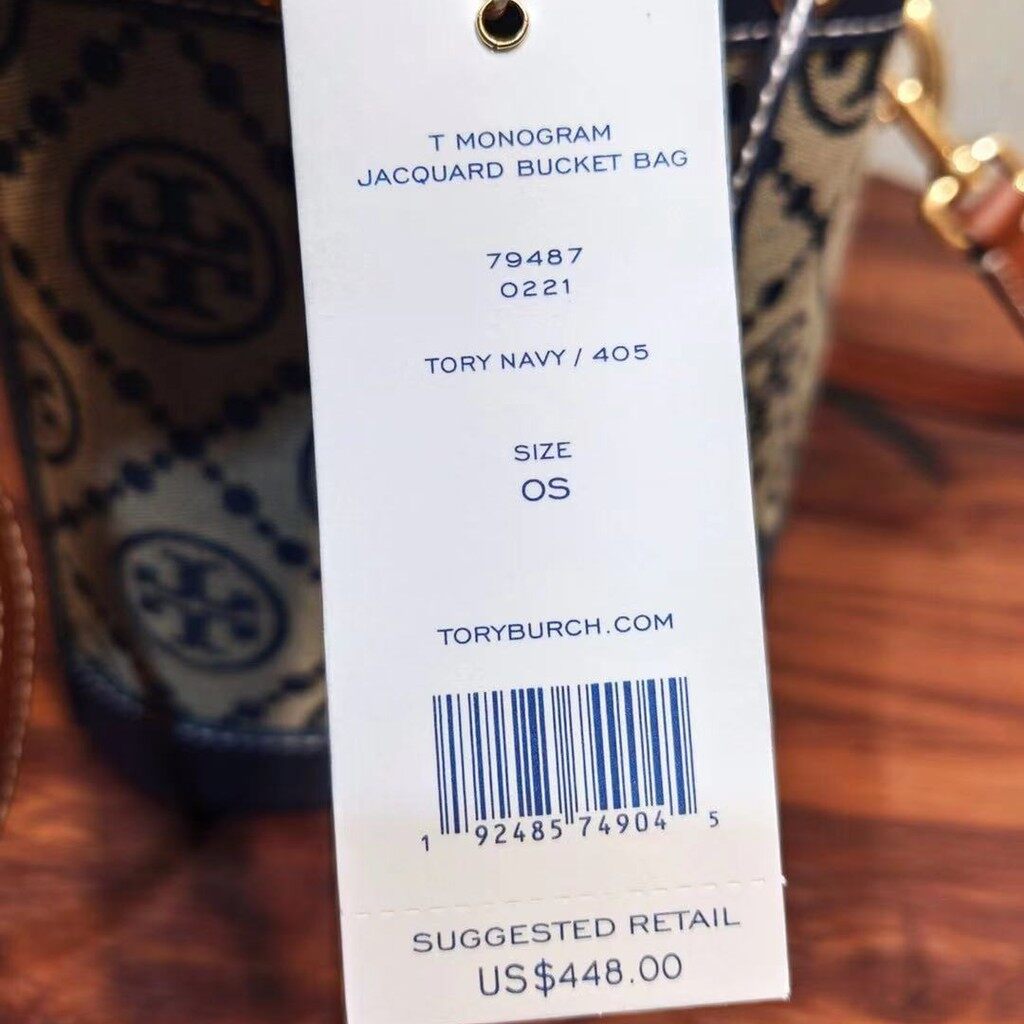 T MONOGRAM
JACQUARD BUCKET BAG
79487
0221
TORY NAVY / 405
SIZE
OS
TORYBURCH.COM
1 92485 74904 5
SUGGESTED RETAIL
US$448.00